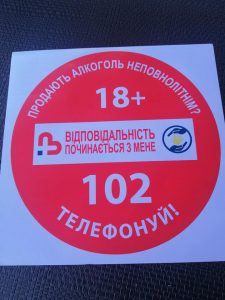 ПРОДАЮТЬ АЛКОГОЛЬ НЕПОВНОЛІТНІМ?
18+
ВІДПОВІДАЛЬНІСТЬ
ПОЧИНАЄТЬСЯ З МЕНЕ
102
ТЕЛЕФОНУЙ!